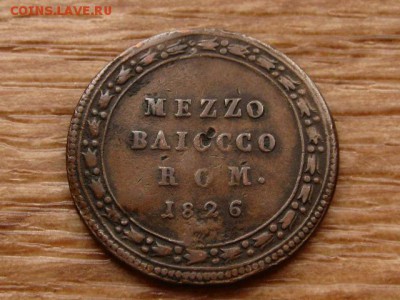 COINS.LAVE.RU
MEZZO
BAIOCCO
ROM.
1826